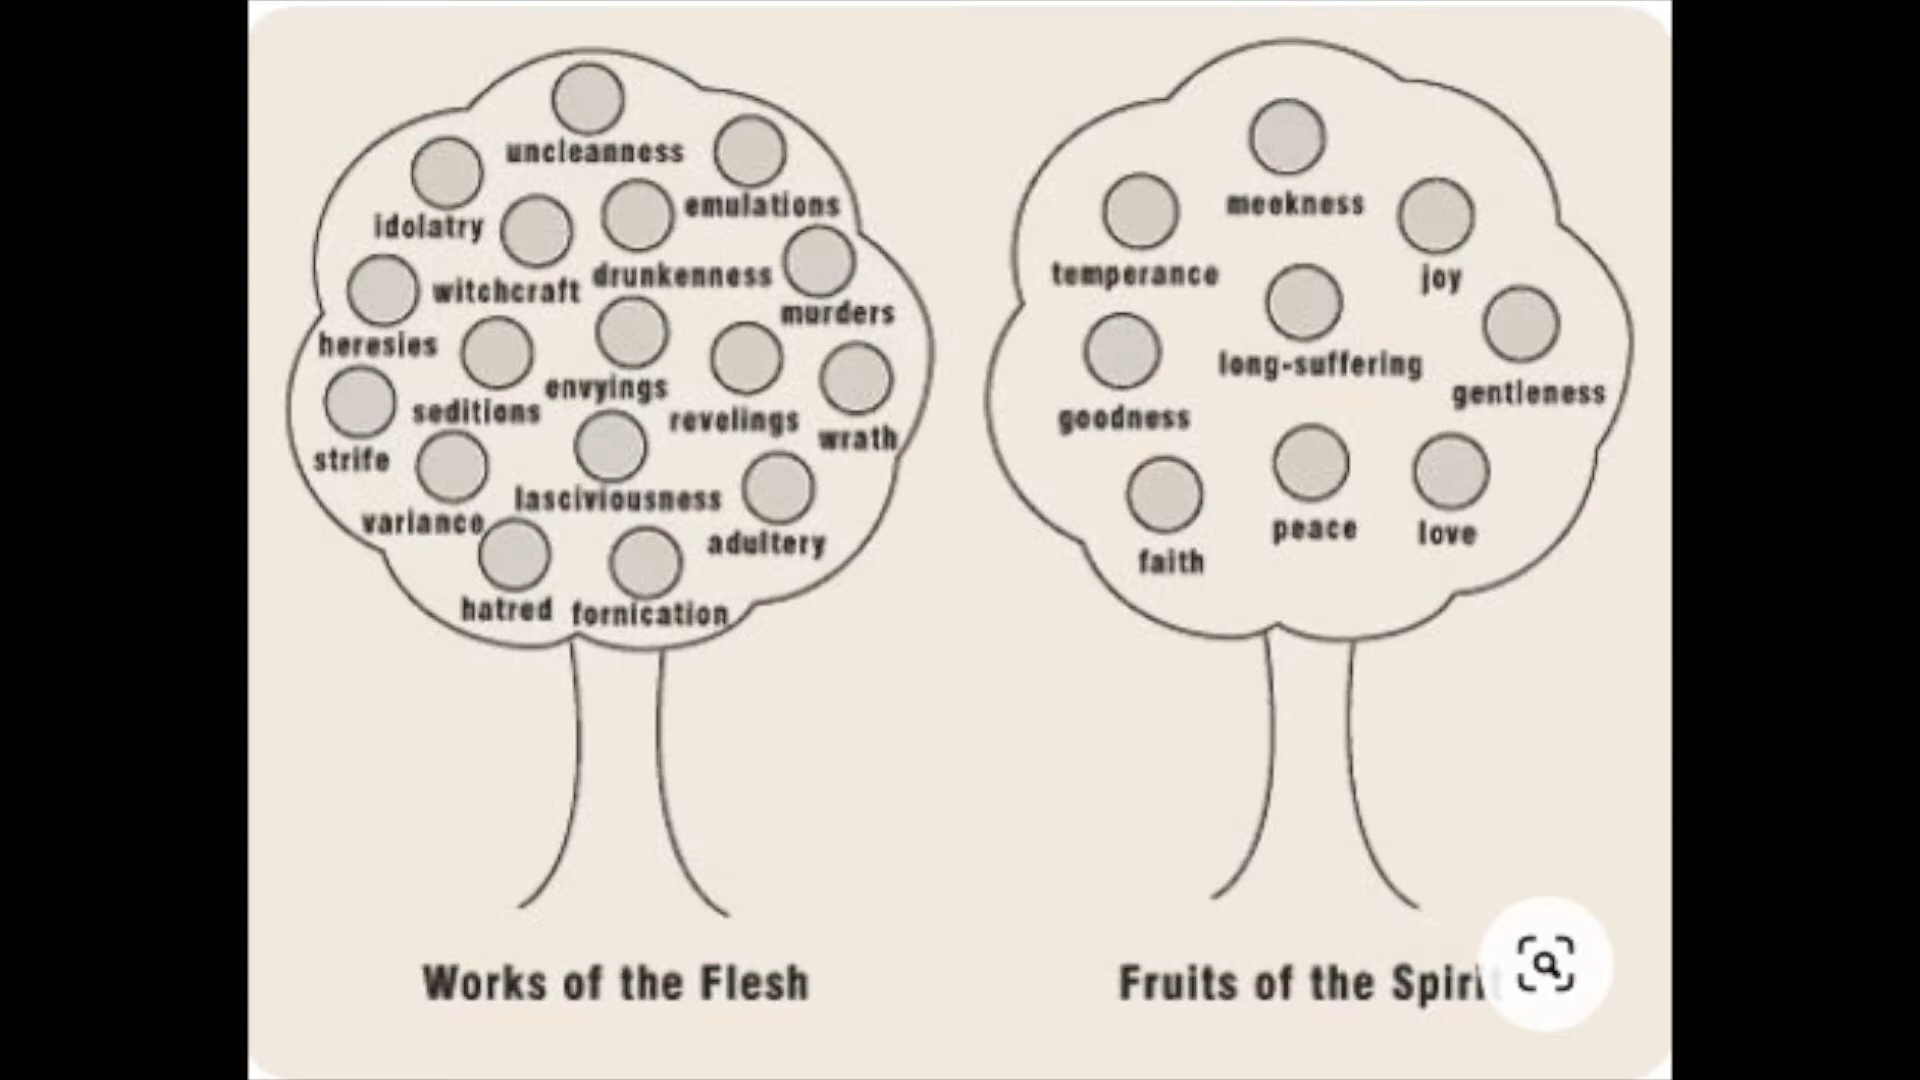 uncleanness
emulations
idolatry
witchcraft
drunkenness
murders
heresies
seditions
envyings
revelings
wrath
strife
variance
lasciviousness
adultery
hatred
fornication
Works of the Flesh
meekness
temperance
joy
long-suffering
gentleness
goodness
peace
love
faith
Fruits of the Spirit